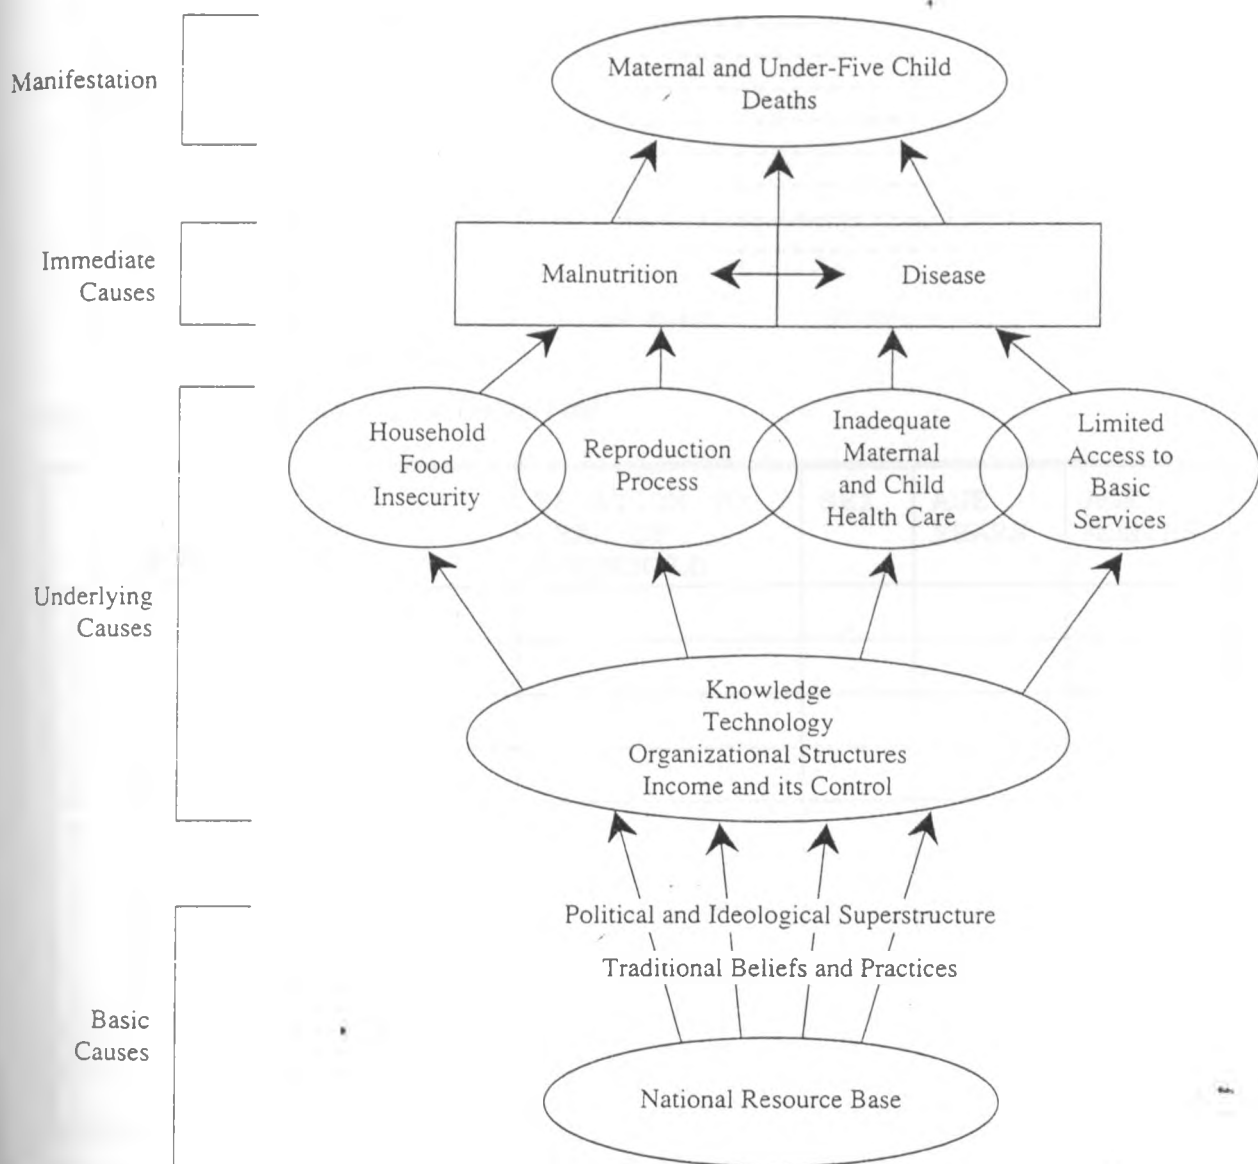 Manifestation
Maternal and Under-Five Child
Deaths
Immediate
Causes
Malnutrition
Disease
Underlying
Causes
Household
Food
Insecurity
Reproduction
Process
Inadequate
Maternal
and Child
Health Care
Limited
Access to
Basic
Services
Knowledge
Technology
Organizational Structures
Income and its Control
Basic
Causes
Political and Ideological Superstructure
Traditional Beliefs and Practices
National Resource Base